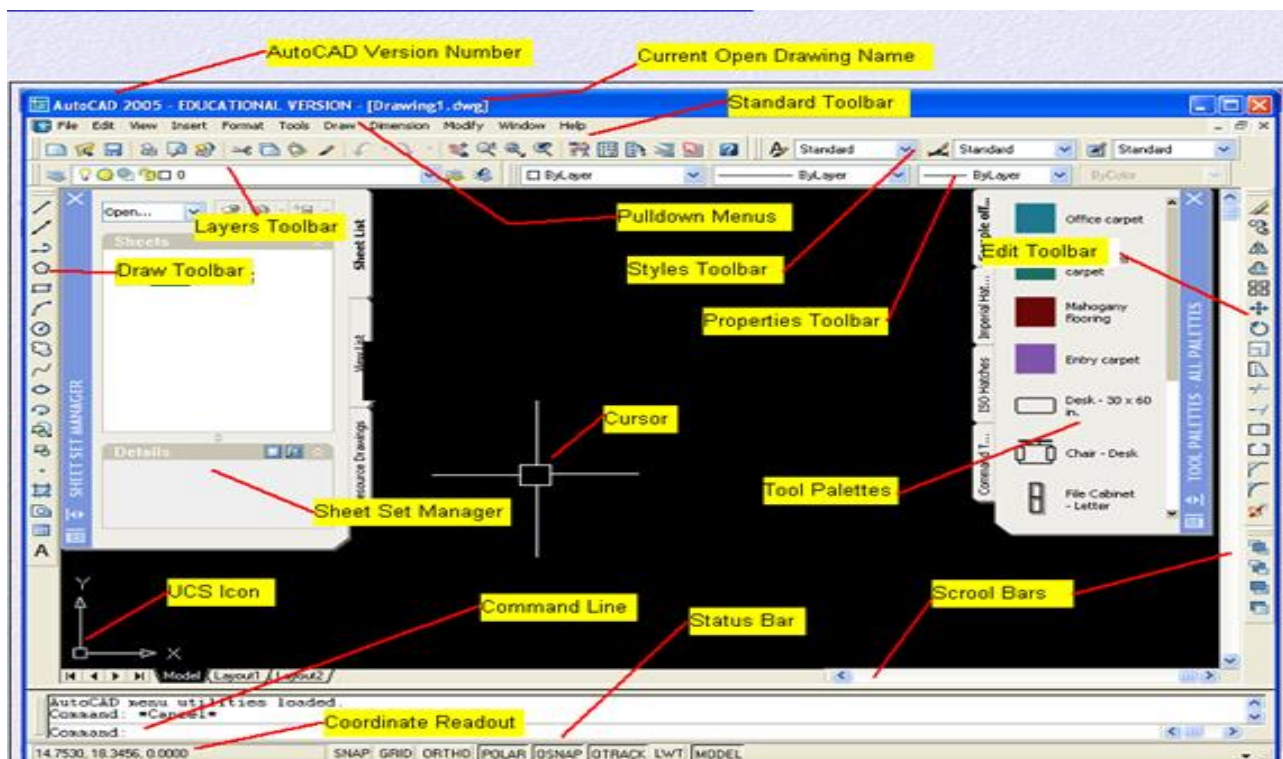 AutoCAD Version Number
Current Open Drawing Name
AutoCAD 2005 - EDUCATIONAL VERSION - [Drawing1.dwg]
Standard Toolbar
File Edit View Insert Format Tools Draw Dimension Modify Window Help
Standard Standard Standard
0 ByLayer ByLayer ByLayer ByColor
Open...
Layers Toolbar
Pulldown Menus
Sheets
Sheet List
Draw Toolbar
Styles Toolbar
Properties Toolbar
Office carpet
Edit Toolbar
carpet
Mahogany
flooring
Entry carpet
Desk - 30 x 60
in.
Chair - Desk
File Cabinet
- Letter
Imperial Hat...
ISO Hatches
Command T...
TOOL PALETTES - ALL PALETTES
View List
Cursor
Resource Drawings
SHEET SET MANAGER
Details
Sheet Set Manager
Tool Palettes
A
Y
UCS Icon
Command Line
Status Bar
Scrool Bars
X
Model Layout1 Layout2
AutoCAD menu utilities loaded.
Command: *Cancel*
Coordinate Readout
Command:
14.7530, 18.3456, 0.0000 SNAP GRID ORTHO POLAR OSNAP OTRACK LWT MODEL